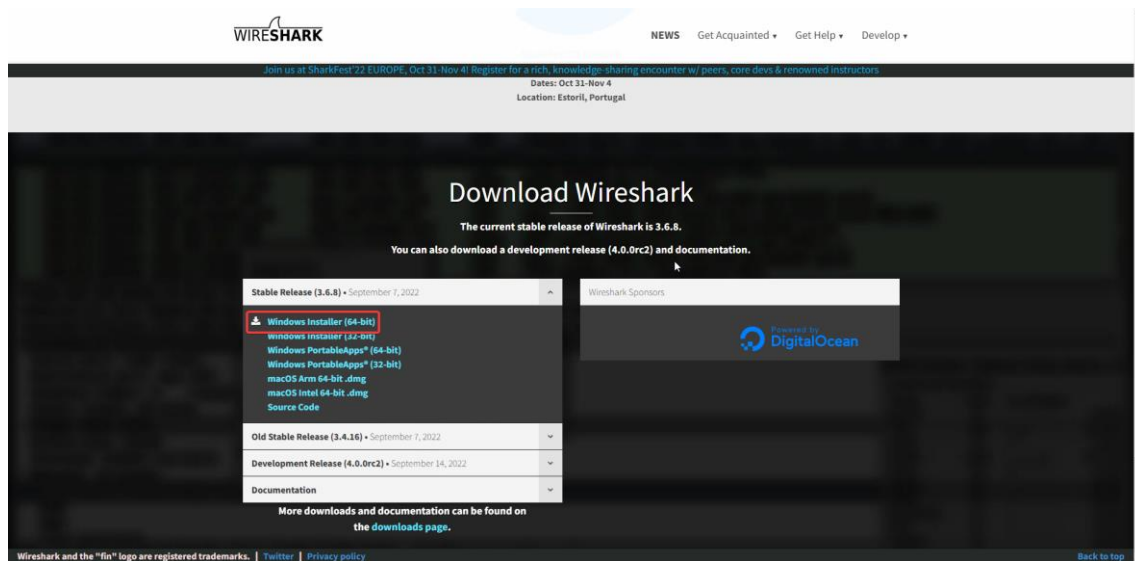 WIRESHARK
NEWS Get Acquainted ▾ Get Help ▾ Develop ▾
Join us at SharkFest'22 EUROPE, Oct 31-Nov 4! Register for a rich, knowledge-sharing encounter w/ peers, core devs & renowned instructors
Dates: Oct 31-Nov 4
Location: Estoril, Portugal
Download Wireshark
The current stable release of Wireshark is 3.6.8.
You can also download a development release (4.0.0rc2) and documentation.
Stable Release (3.6.8) • September 7, 2022
Windows Installer (64-bit)
Windows Installer (32-bit)
Windows PortableApps® (64-bit)
Windows PortableApps® (32-bit)
macOS Arm 64-bit .dmg
macOS Intel 64-bit .dmg
Source Code
Old Stable Release (3.4.16) • September 7, 2022
Development Release (4.0.0rc2) • September 14, 2022
Documentation
More downloads and documentation can be found on
the downloads page.
Wireshark Sponsors
Powered by
DigitalOcean
Wireshark and the "fin" logo are registered trademarks. | Twitter | Privacy policy
Back to top